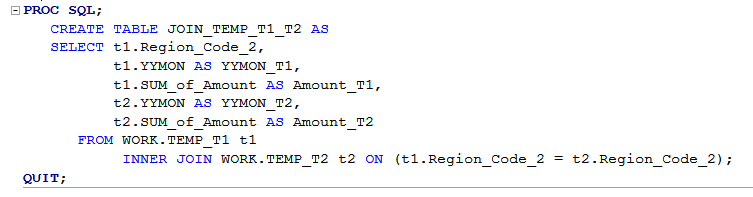 PROC SQL;
CREATE TABLE JOIN_TEMP_T1_T2 AS
SELECT t1.Region_Code_2,
t1.YYMON AS YYMON_T1,
t1.SUM_of_Amount AS Amount_T1,
t2.YYMON AS YYMON_T2,
t2.SUM_of_Amount AS Amount_T2
FROM WORK.TEMP_T1 t1
INNER JOIN WORK.TEMP_T2 t2 ON (t1.Region_Code_2 = t2.Region_Code_2);
QUIT;